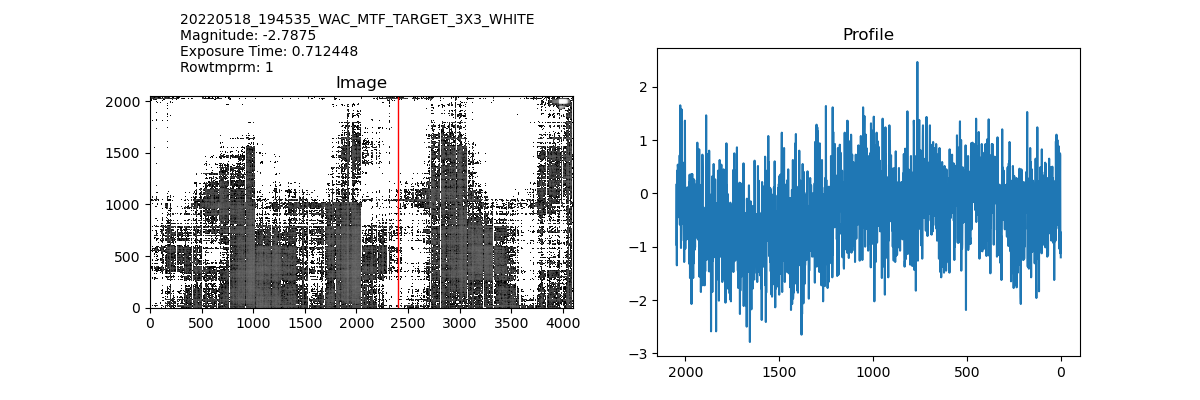 20220518_194535_WAC_MTF_TARGET_3X3_WHITE
Magnitude: -2.7875
Exposure Time: 0.712448
Rowtmprm: 1
Image
2000
1500
1000
500
0
0 500 1000 1500 2000 2500 3000 3500 4000
Profile
2
1
0
−1
−2
−3
2000 1500 1000 500 0